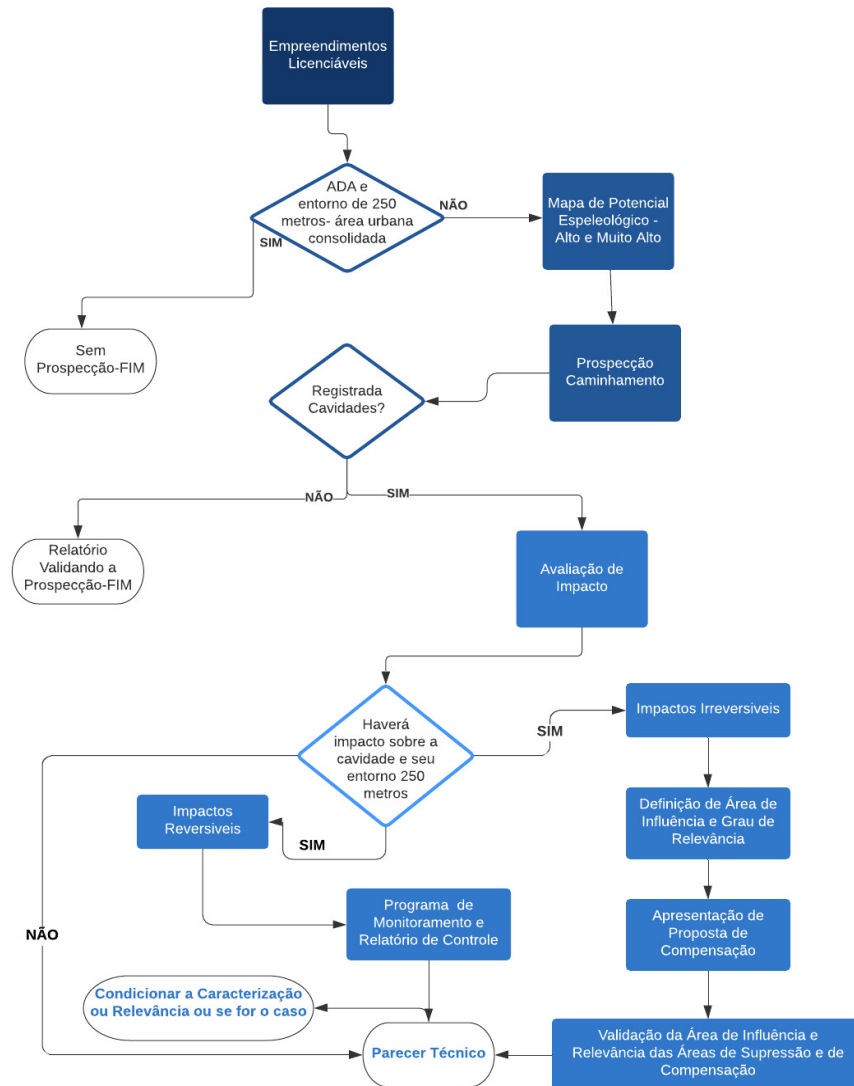 Empreendimentos
Licenciáveis
ADA e
entorno de 250
metros- área urbana
consolidada
NÃO
SIM
Mapa de Potencial
Espeleológico -
Alto e Muito Alto
Sem
Prospecção-FIM
Prospecção
Caminhamento
Registrada
Cavidades?
NÃO
SIM
Relatório
Validando a
Prospecção-FIM
Avaliação de
Impacto
Haverá
impacto sobre a
cavidade e seu
entorno 250
metros
SIM
Impactos Irreversiveis
Impactos
Reversiveis
SIM
Definição de Área de
Influência e Grau de
Relevância
Programa de
Monitoramento e
Relatório de Controle
Apresentação de
Proposta de
Compensação
NÃO
Condicionar a Caracterização
ou Relevância ou se for o caso
Parecer Técnico
Validação da Área de Influência e
Relevância das Áreas de Supressão e de
Compensação